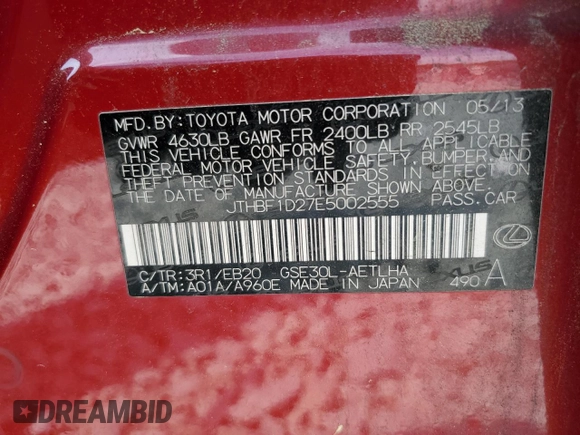 MFD.BY:TOYOTA MOTOR CORPORATION 05/13
GVWR 4630LB GAWR FR 2400LB RR 2545LB
THIS VEHICLE CONFORMS TO ALL APPLICABLE
FEDERAL MOTOR VEHICLE SAFETY, BUMPER, AND
THEFT PREVENTION STANDARDS IN EFFECT ON
THE DATE OF MANUFACTURE SHOWN ABOVE.
JTHBF1D27E5002555 PASS.CAR
C/TR:3R1/EB20 GSE30L-AETLHA
A/TM:A01A/A960E MADE IN JAPAN 490 A
DREAMBID